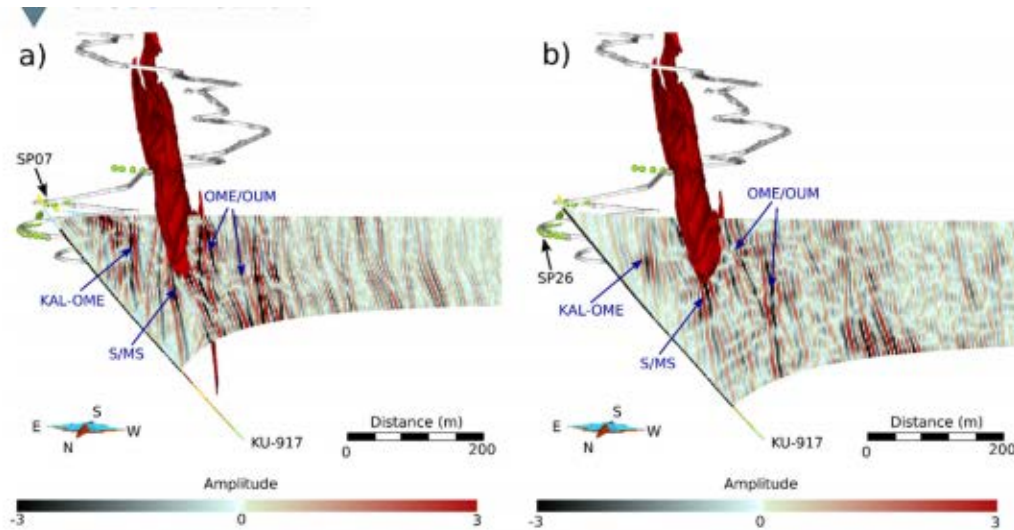 a)
SP07
OME/OUM
KAL-OME
S/MS
S
E
W
N
KU-917
Distance (m)
0
200
Amplitude
-3
0
3
b)
OME/OUM
SP26
KAL-OME
S/MS
S
E
W
N
KU-917
Distance (m)
0
200
Amplitude
-3
0
3